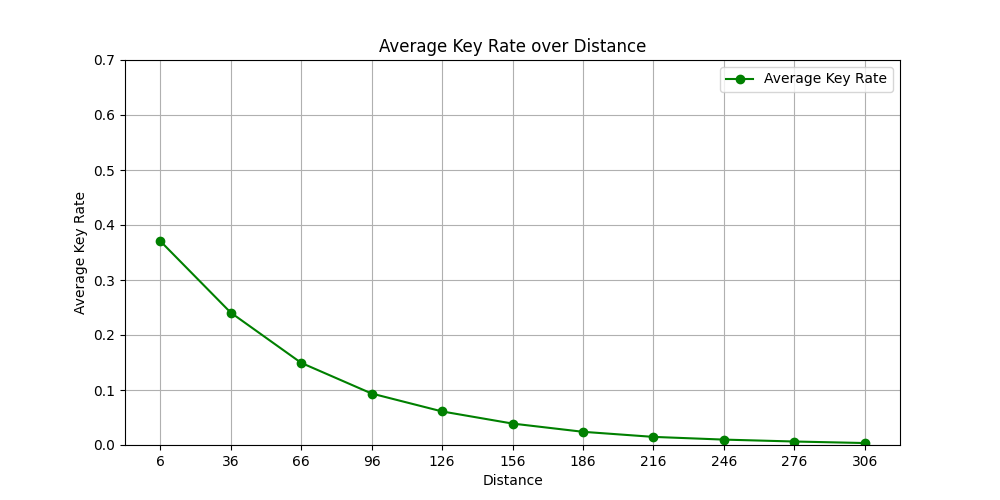 Average Key Rate over Distance
Average Key Rate
0.7
0.6
0.5
0.4
0.3
0.2
0.1
0.0
Average Key Rate
6 36 66 96 126 156 186 216 246 276 306
Distance